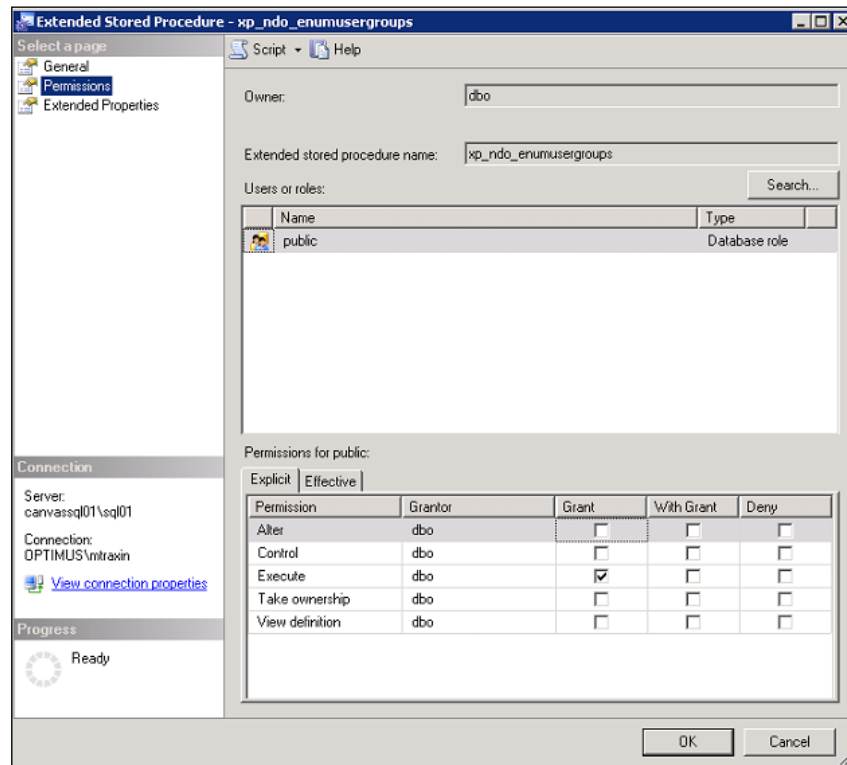 Extended Stored Procedure - xp_ndo_enumusergroups
Select a page
General
Permissions
Extended Properties
Script Help
Owner: dbo
Extended stored procedure name: xp_ndo_enumusergroups
Users or roles: Search...
Name Type
public Database role
Permissions for public:
Explicit Effective
Permission Grantor Grant With Grant Deny
Alter dbo
Control dbo
Execute dbo
Take ownership dbo
View definition dbo
Connection
Server:
canvassql01\sql01
Connection:
OPTIMUS\mtraxin
View connection properties
Progress
Ready
OK Cancel